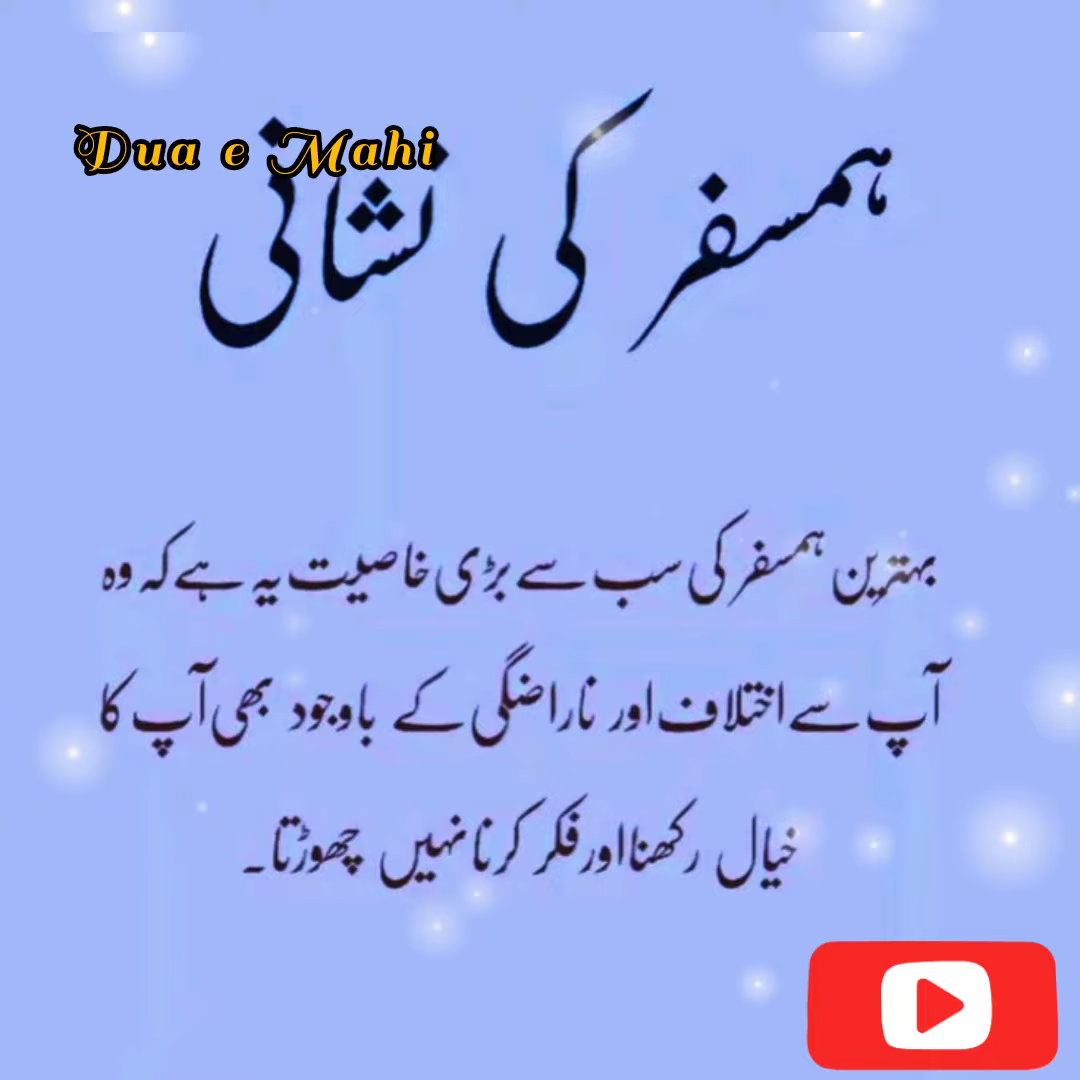 Dua e Mahi
ہمسفر کی نشانی
بہترین ہمسفر کی سب سے بڑی خاصیت یہ ہے کہ وہ
آپ سے اختلاف اور ناراضگی کے باوجود بھی آپ کا
خیال رکھنا اور فکر کرنا نہیں چھوڑتا۔